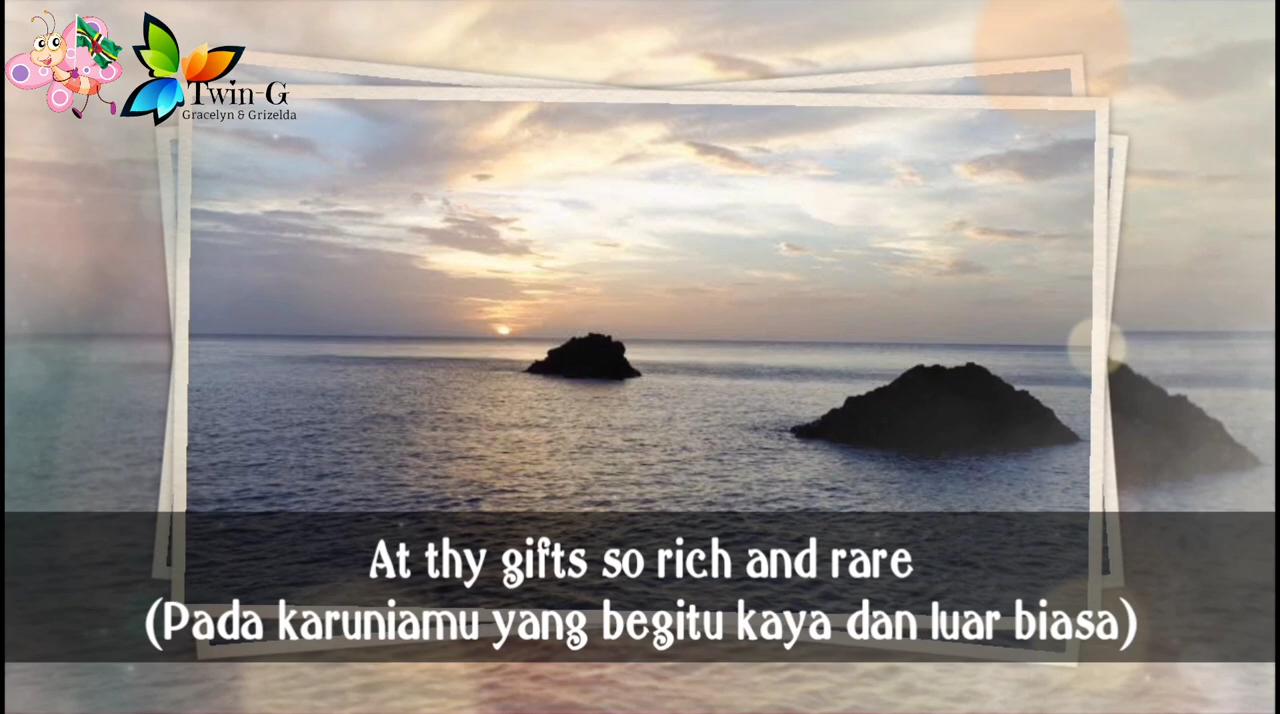 Twin-G
Gracelyn & Grizelda
At thy gifts so rich and rare
(Pada karuniamu yang begitu kaya dan luar biasa)